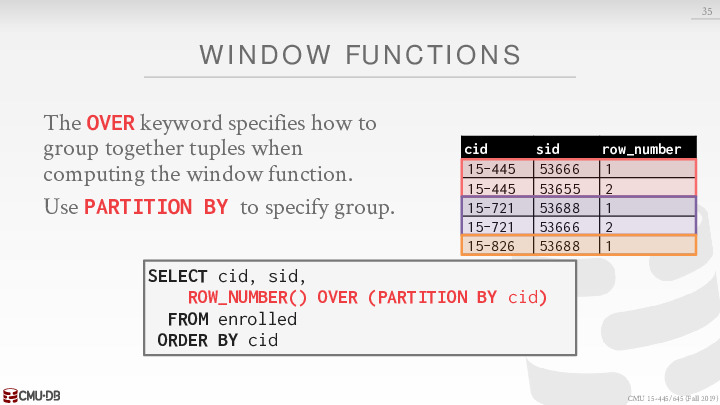 35
WINDOW FUNCTIONS
The OVER keyword specifies how to
group together tuples when
computing the window function.
Use PARTITION BY to specify group.
cid sid row_number
15-445 53666 1
15-445 53655 2
15-721 53688 1
15-721 53666 2
15-826 53688 1
SELECT cid, sid,
ROW_NUMBER() OVER (PARTITION BY cid)
FROM enrolled
ORDER BY cid
CMU·DB
CMU 15-445/645 (Fall 2019)